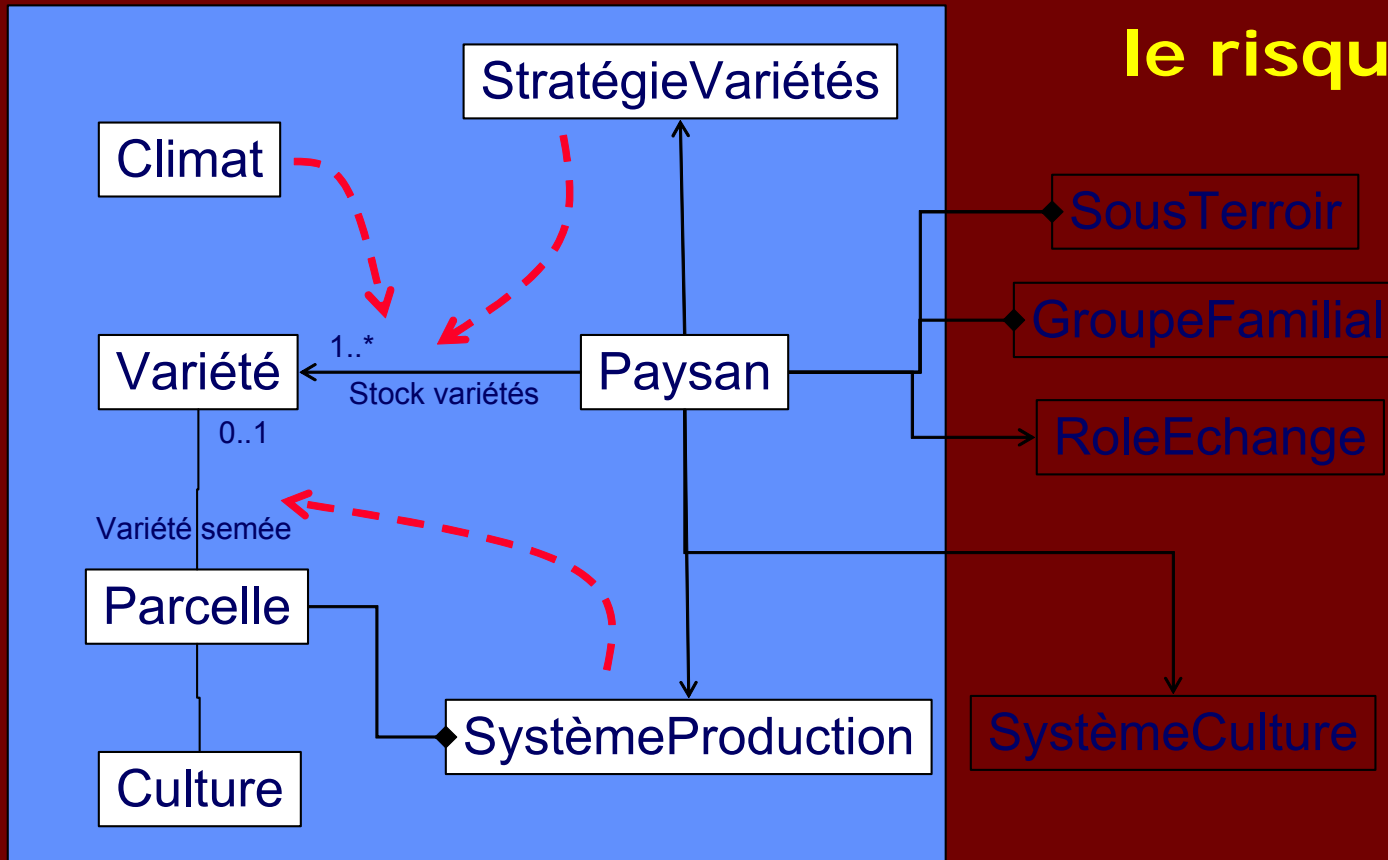 le risqu
StratégieVariétés
Climat
SousTerroir
GroupeFamilial
1..*
Variété
Stock variétés
Paysan
0..1
RoleEchange
Variété semée
Parcelle
SystèmeProduction
SystèmeCulture
Culture